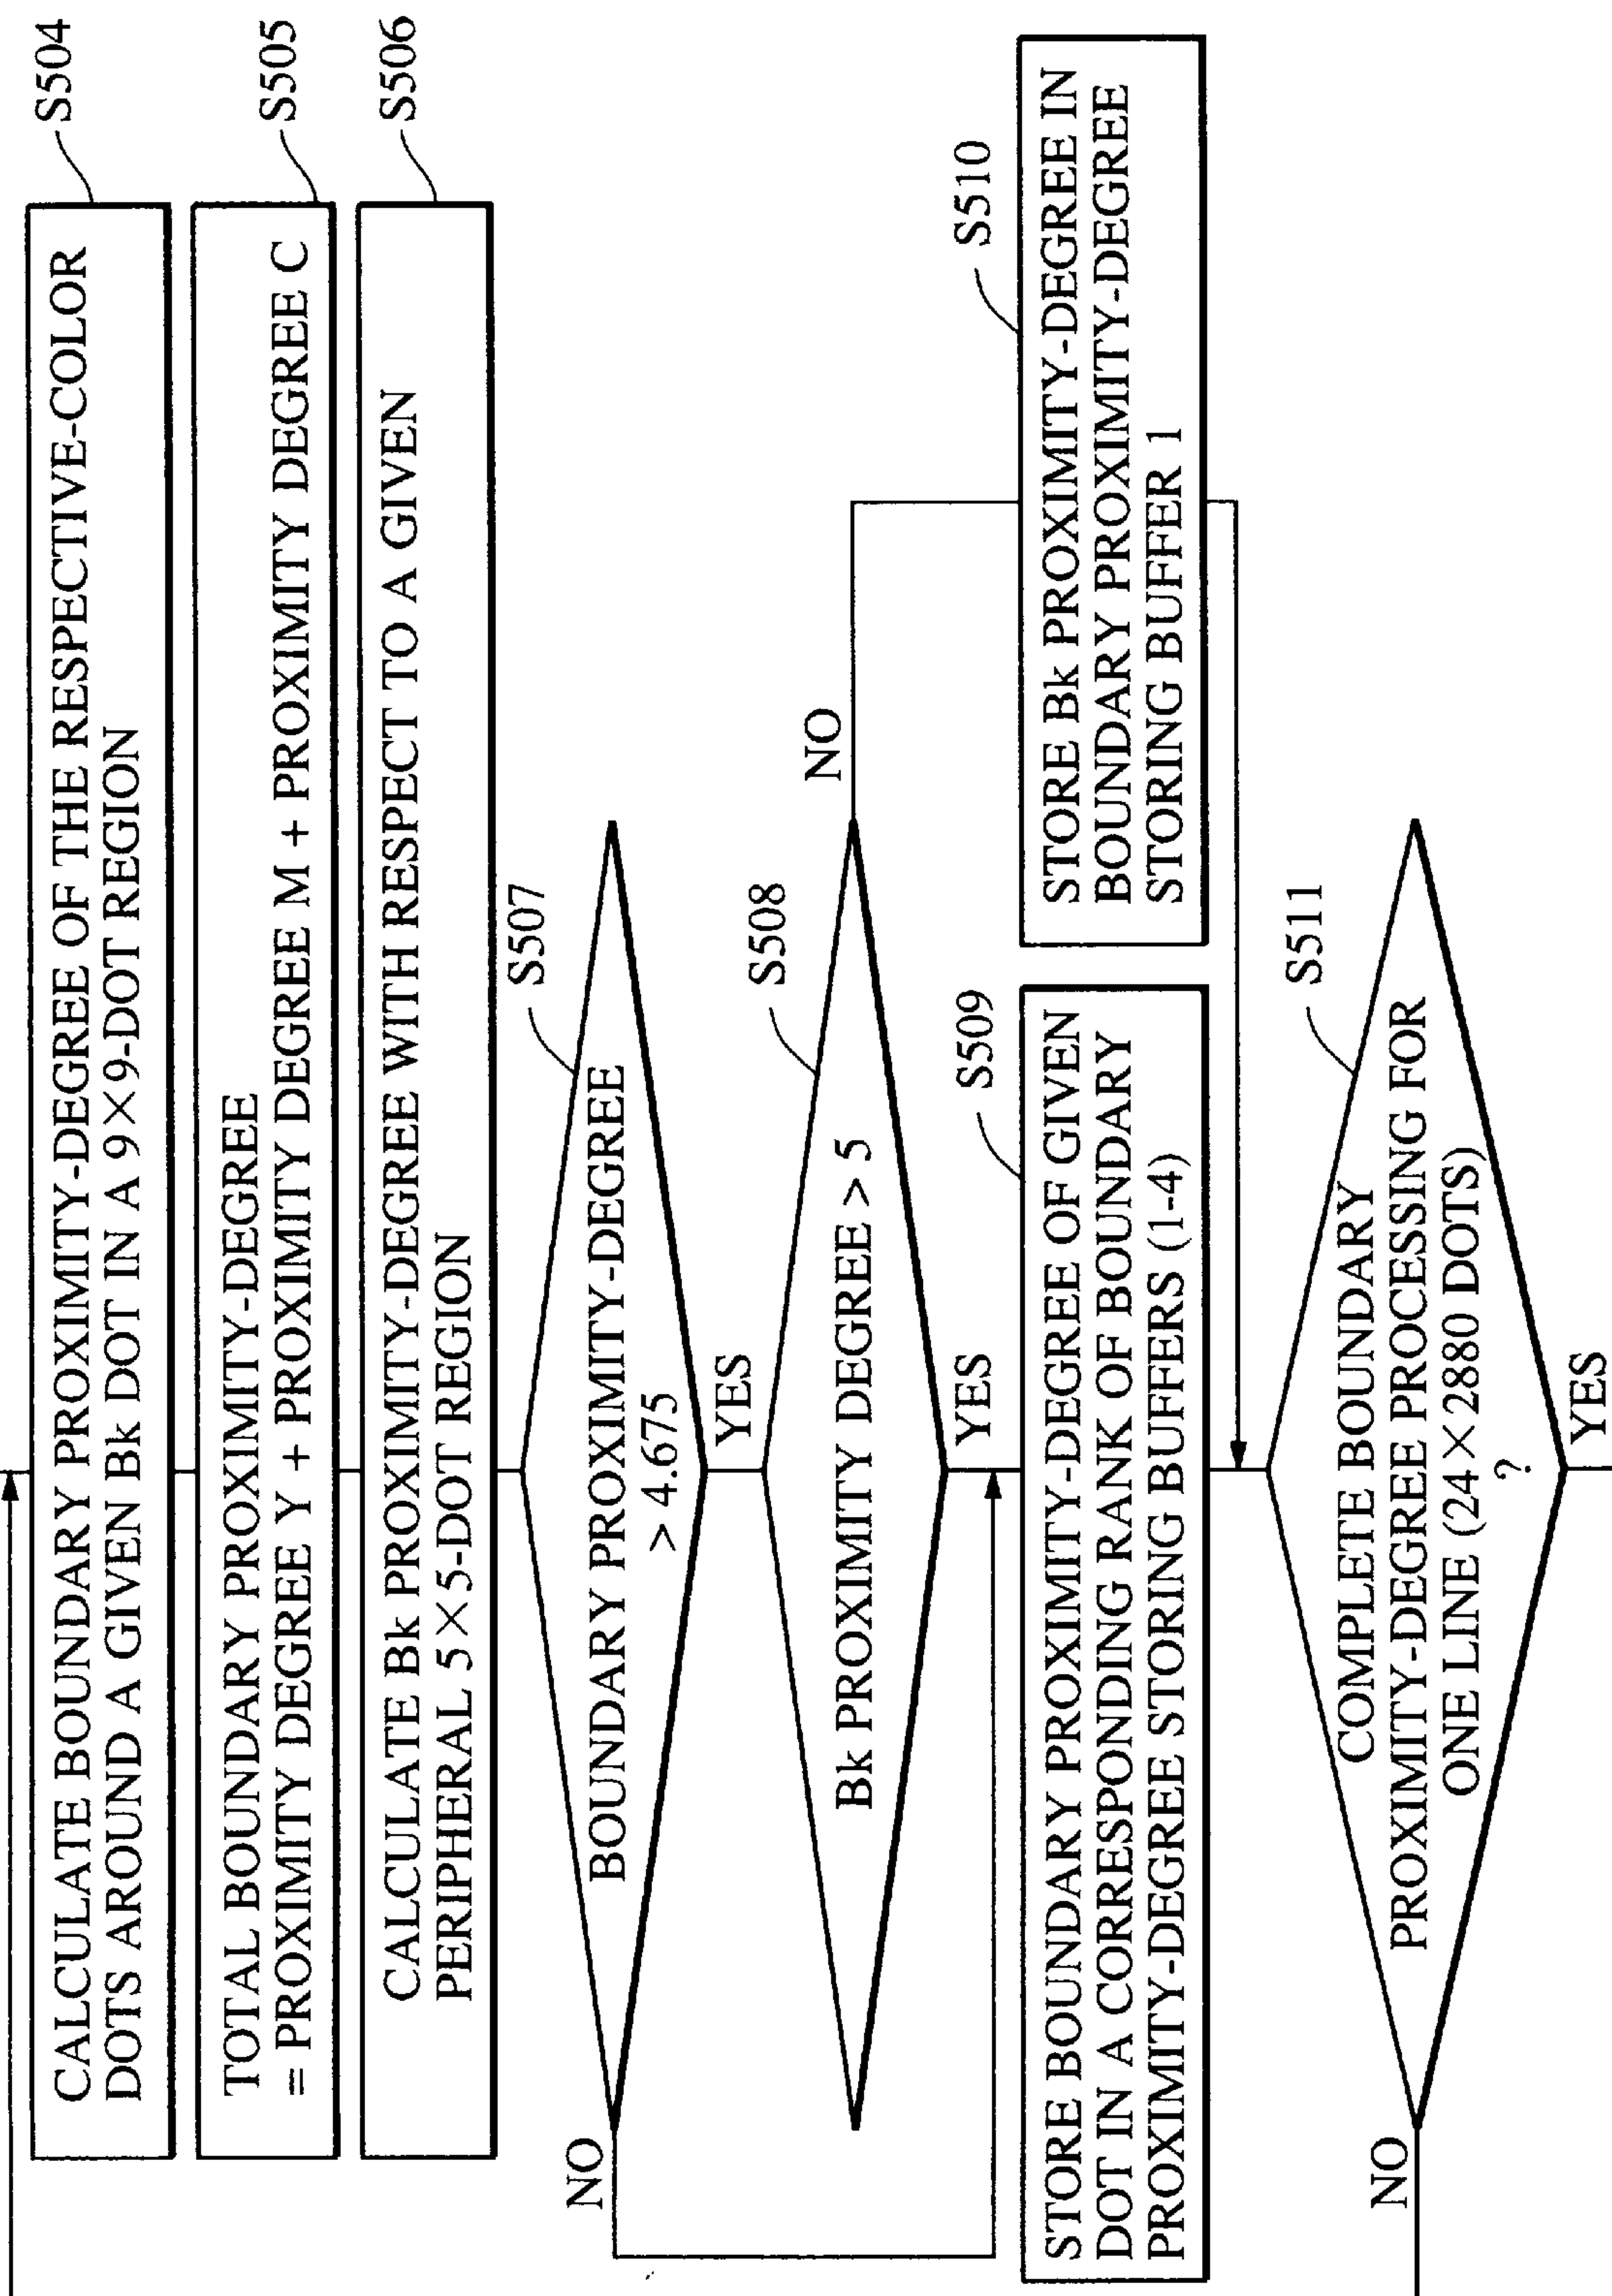 S504
CALCULATE BOUNDARY PROXIMITY-DEGREE OF THE RESPECTIVE-COLOR
DOTS AROUND A GIVEN Bk DOT IN A 9×9-DOT REGION
S505
TOTAL BOUNDARY PROXIMITY-DEGREE
= PROXIMITY DEGREE Y + PROXIMITY DEGREE M + PROXIMITY DEGREE C
S506
CALCULATE Bk PROXIMITY-DEGREE WITH RESPECT TO A GIVEN
PERIPHERAL 5×5-DOT REGION
S507
BOUNDARY PROXIMITY-DEGREE
> 4.675
NO
YES
S508
Bk PROXIMITY DEGREE > 5
NO
YES
S509
STORE BOUNDARY PROXIMITY-DEGREE OF GIVEN
DOT IN A CORRESPONDING RANK OF BOUNDARY
PROXIMITY-DEGREE STORING BUFFERS (1-4)
S510
STORE Bk PROXIMITY-DEGREE IN
BOUNDARY PROXIMITY-DEGREE
STORING BUFFER 1
S511
COMPLETE BOUNDARY
PROXIMITY-DEGREE PROCESSING FOR
ONE LINE (24×2880 DOTS)
?
NO
YES